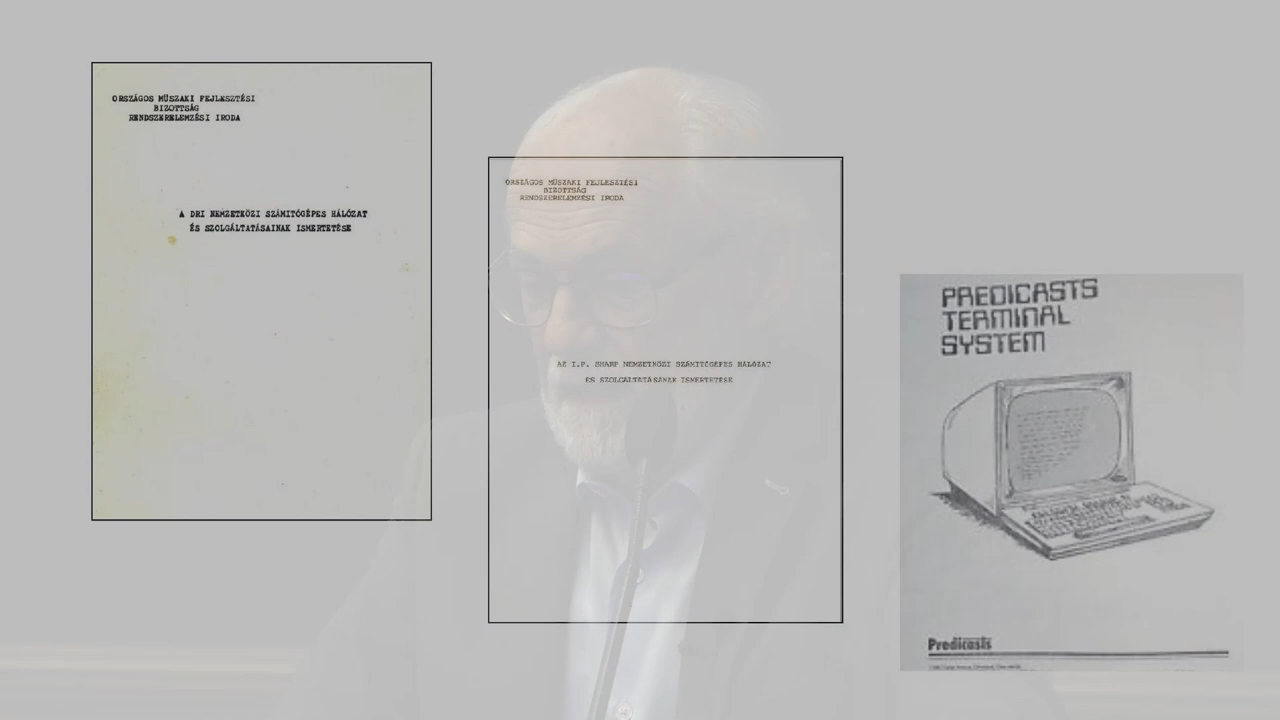 ORSZÁGOS MŰSZAKI FEJLESZTÉSI
BIZOTTSÁG
RENDSZERELEMZÉSI IRODA
A DRI NEMZETKÖZI SZÁMITÓGÉPES HÁLÓZAT
ÉS SZOLGÁLTATÁSAINAK ISMERTETÉSE
ORSZÁGOS MŰSZAKI FEJLESZTÉSI
BIZOTTSÁG
RENDSZERELEMZÉSI IRODA
AZ I.P. SHARP NEMZETKÖZI SZÁMITÓGÉPES HÁLÓZAT
ÉS SZOLGÁLTATÁSANAK ISMERTETÉSE
PREDICASTS
TERMINAL
SYSTEM
Predicasts